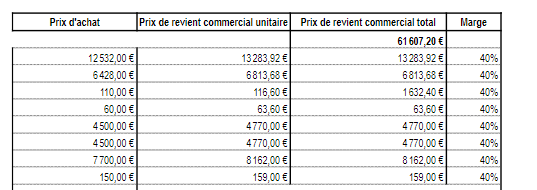 Prix d'achat Prix de revient commercial unitaire Prix de revient commercial total Marge
61 607,20 €
12 532,00 € 13 283,92 € 13 283,92 € 40%
6 428,00 € 6 813,68 € 6 813,68 € 40%
110,00 € 116,60 € 1 632,40 € 40%
60,00 € 63,60 € 63,60 € 40%
4 500,00 € 4 770,00 € 4 770,00 € 40%
4 500,00 € 4 770,00 € 4 770,00 € 40%
7 700,00 € 8 162,00 € 8 162,00 € 40%
150,00 € 159,00 € 159,00 € 40%